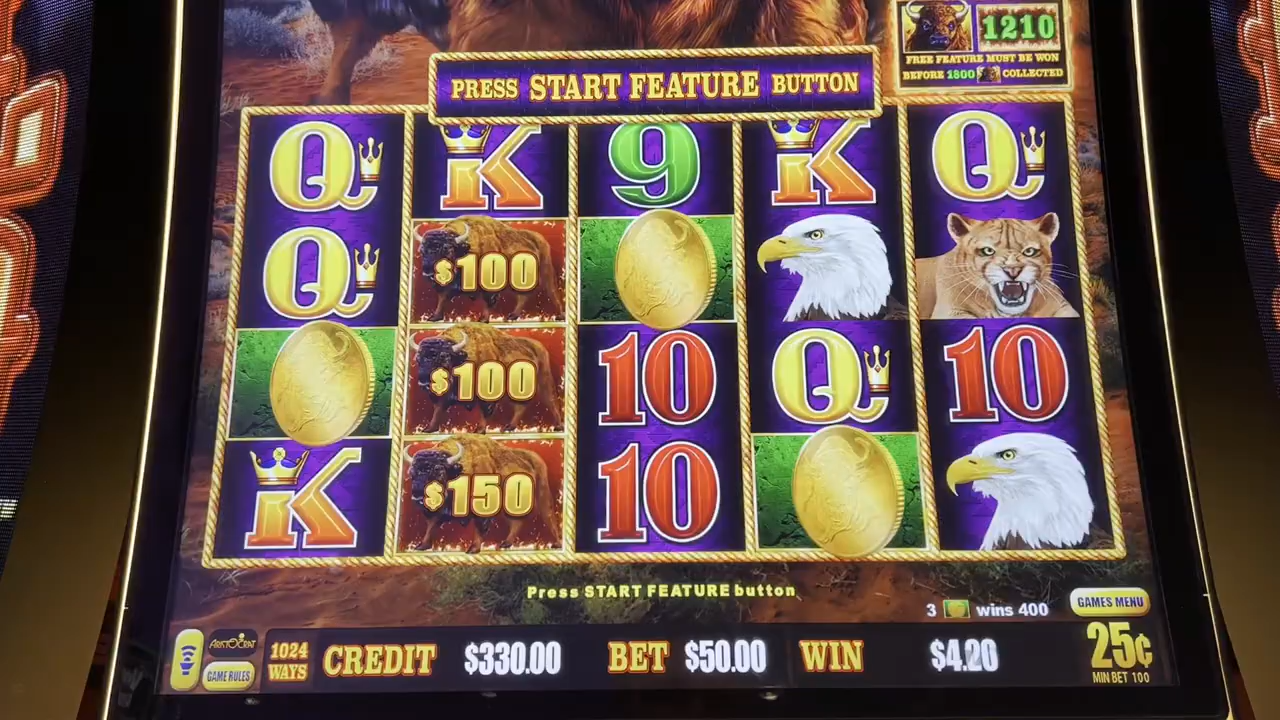 1210
FREE FEATURE MUST BE WON
BEFORE 1800 COLLECTED
PRESS START FEATURE BUTTON
Q K 9 K Q
Q $100
$100 10 Q 10
K $150 10
Press START FEATURE button
3 wins 400
GAMES MENU
ARISTOCRAT
GAME RULES
1024 WAYS
CREDIT $330.00 BET $50.00 WIN $4.20
25¢
MIN BET 100